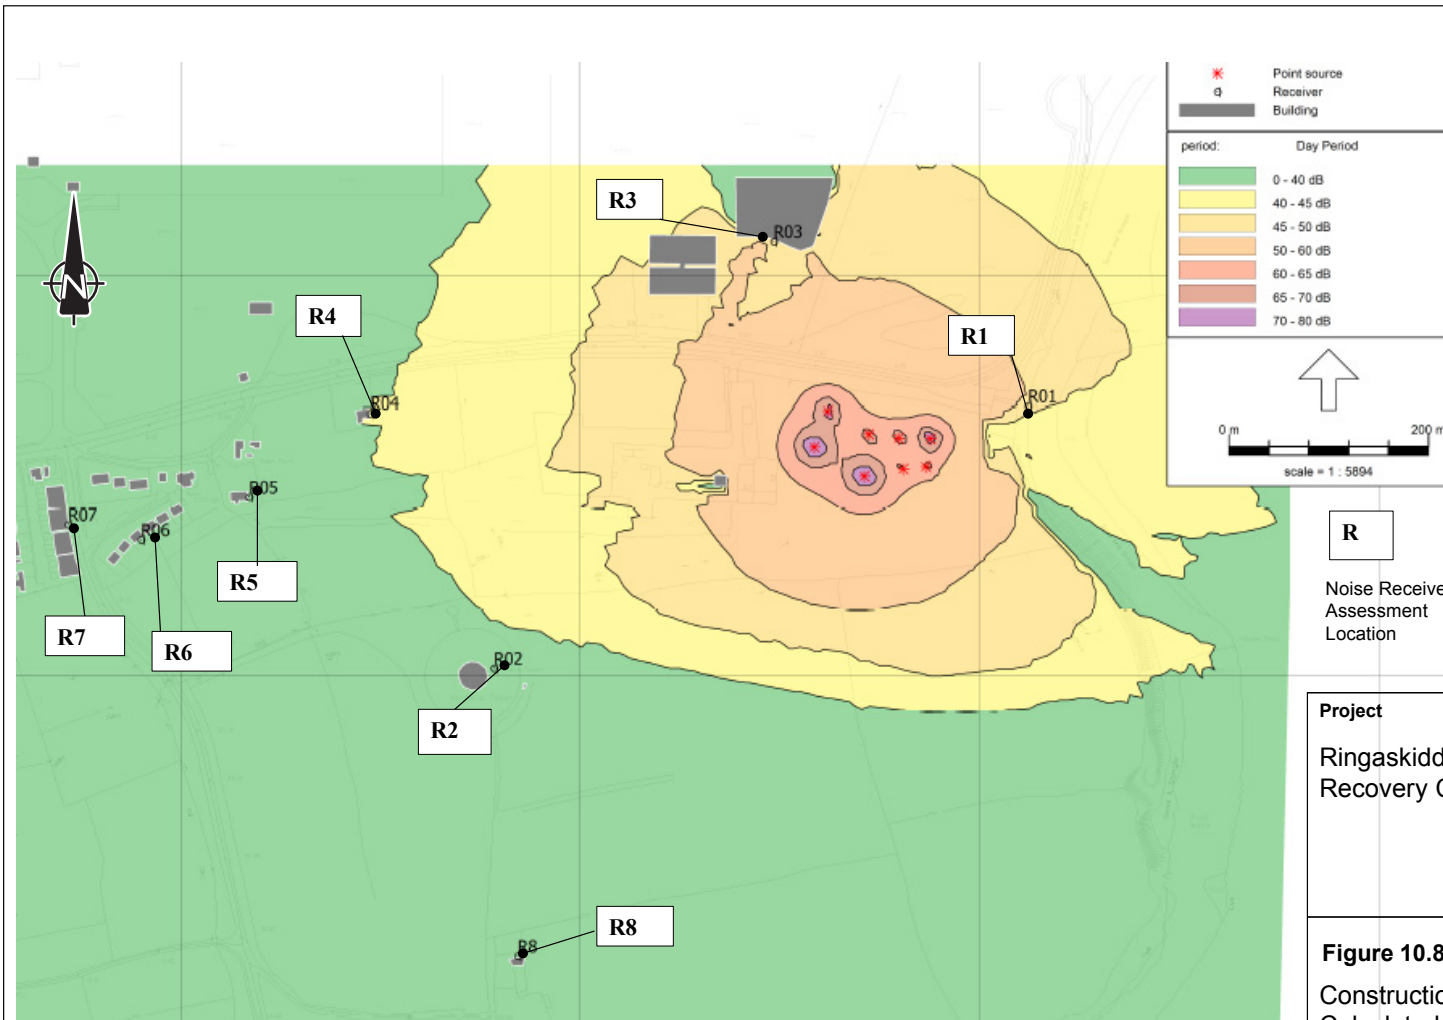 Point source
Receiver
Building
period: Day Period
0 - 40 dB
40 - 45 dB
45 - 50 dB
50 - 60 dB
60 - 65 dB
65 - 70 dB
70 - 80 dB
0 m 200 m
scale = 1 : 5894
R
Noise Receive
Assessment
Location
Project
Ringaskidd
Recovery C
Figure 10.8
Constructio
Calculated
N
R3
R03
R4
R04
R1
R01
R05
R5
R07
R06
R7
R6
R02
R2
R8
R8